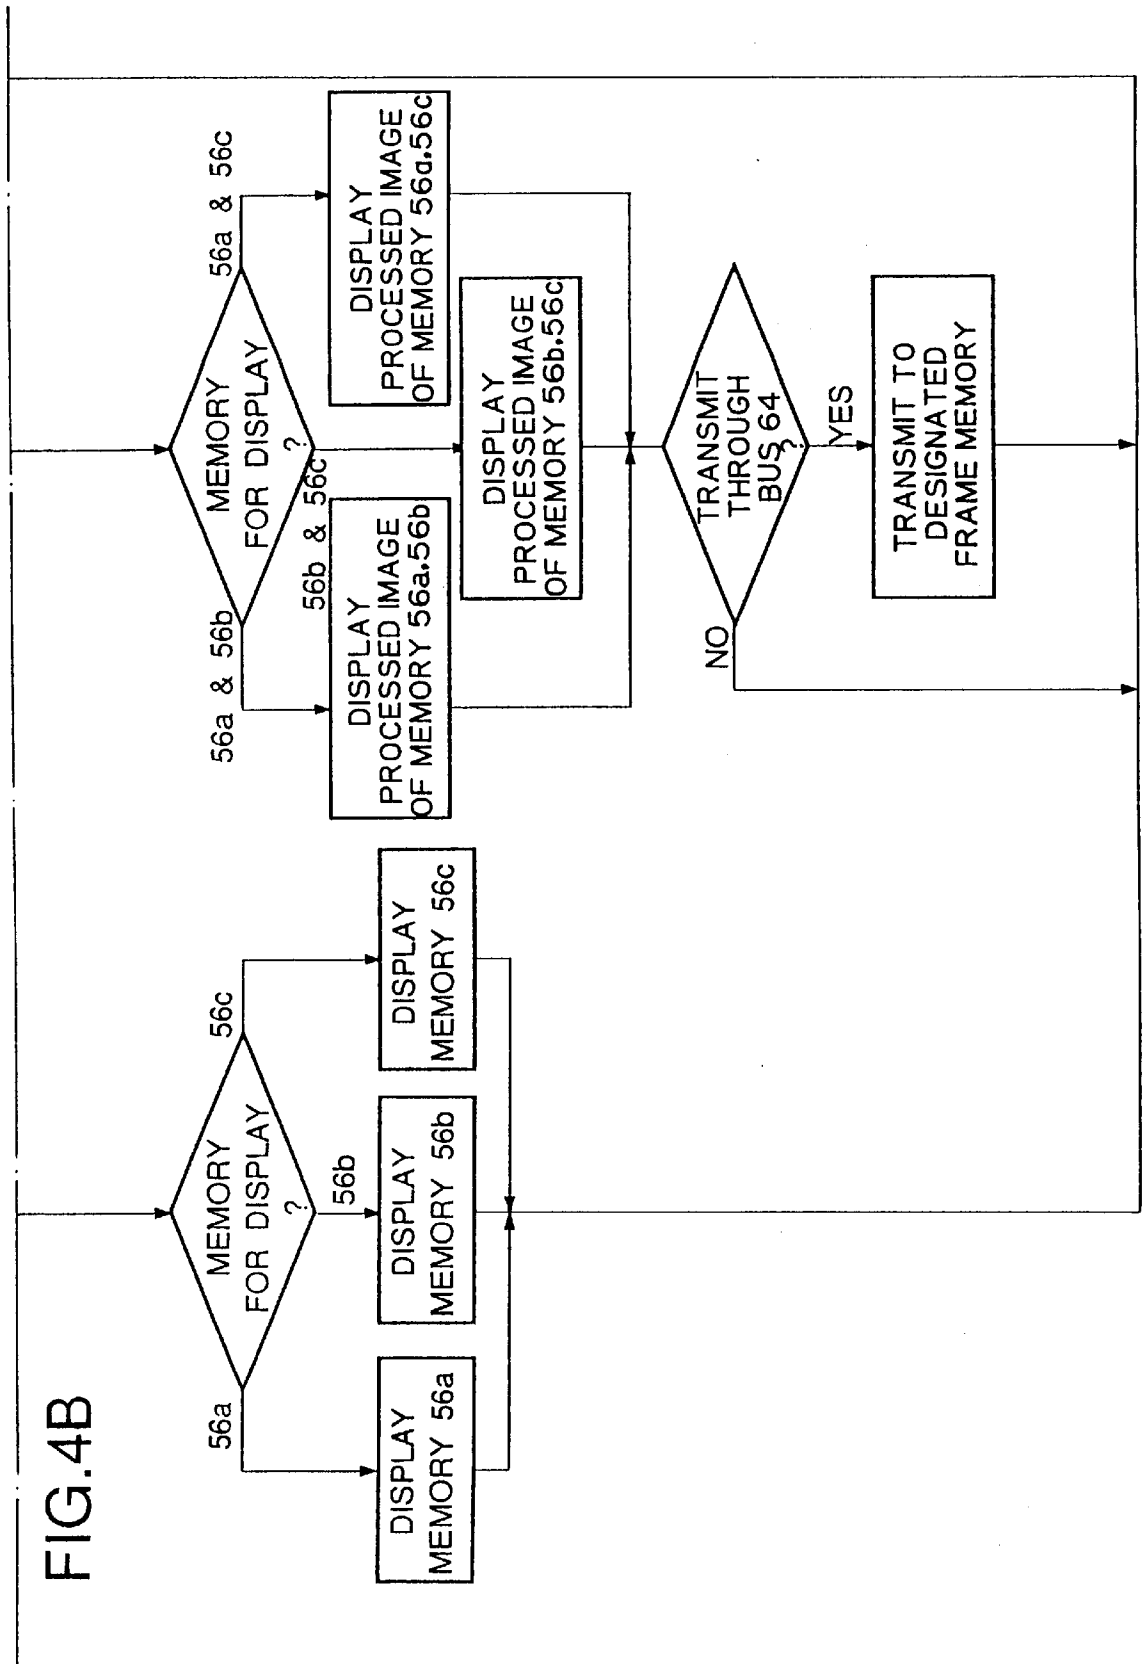 FIG.4B
MEMORY
FOR DISPLAY
?
56a
56b
56c
DISPLAY
MEMORY 56a
DISPLAY
MEMORY 56b
DISPLAY
MEMORY 56c
MEMORY
FOR DISPLAY
?
56a & 56b
56b & 56c
56a & 56c
DISPLAY
PROCESSED IMAGE
OF MEMORY 56a.56b
DISPLAY
PROCESSED IMAGE
OF MEMORY 56b.56c
DISPLAY
PROCESSED IMAGE
OF MEMORY 56a.56c
TRANSMIT
THROUGH
BUS 64
?
NO
YES
TRANSMIT TO
DESIGNATED
FRAME MEMORY